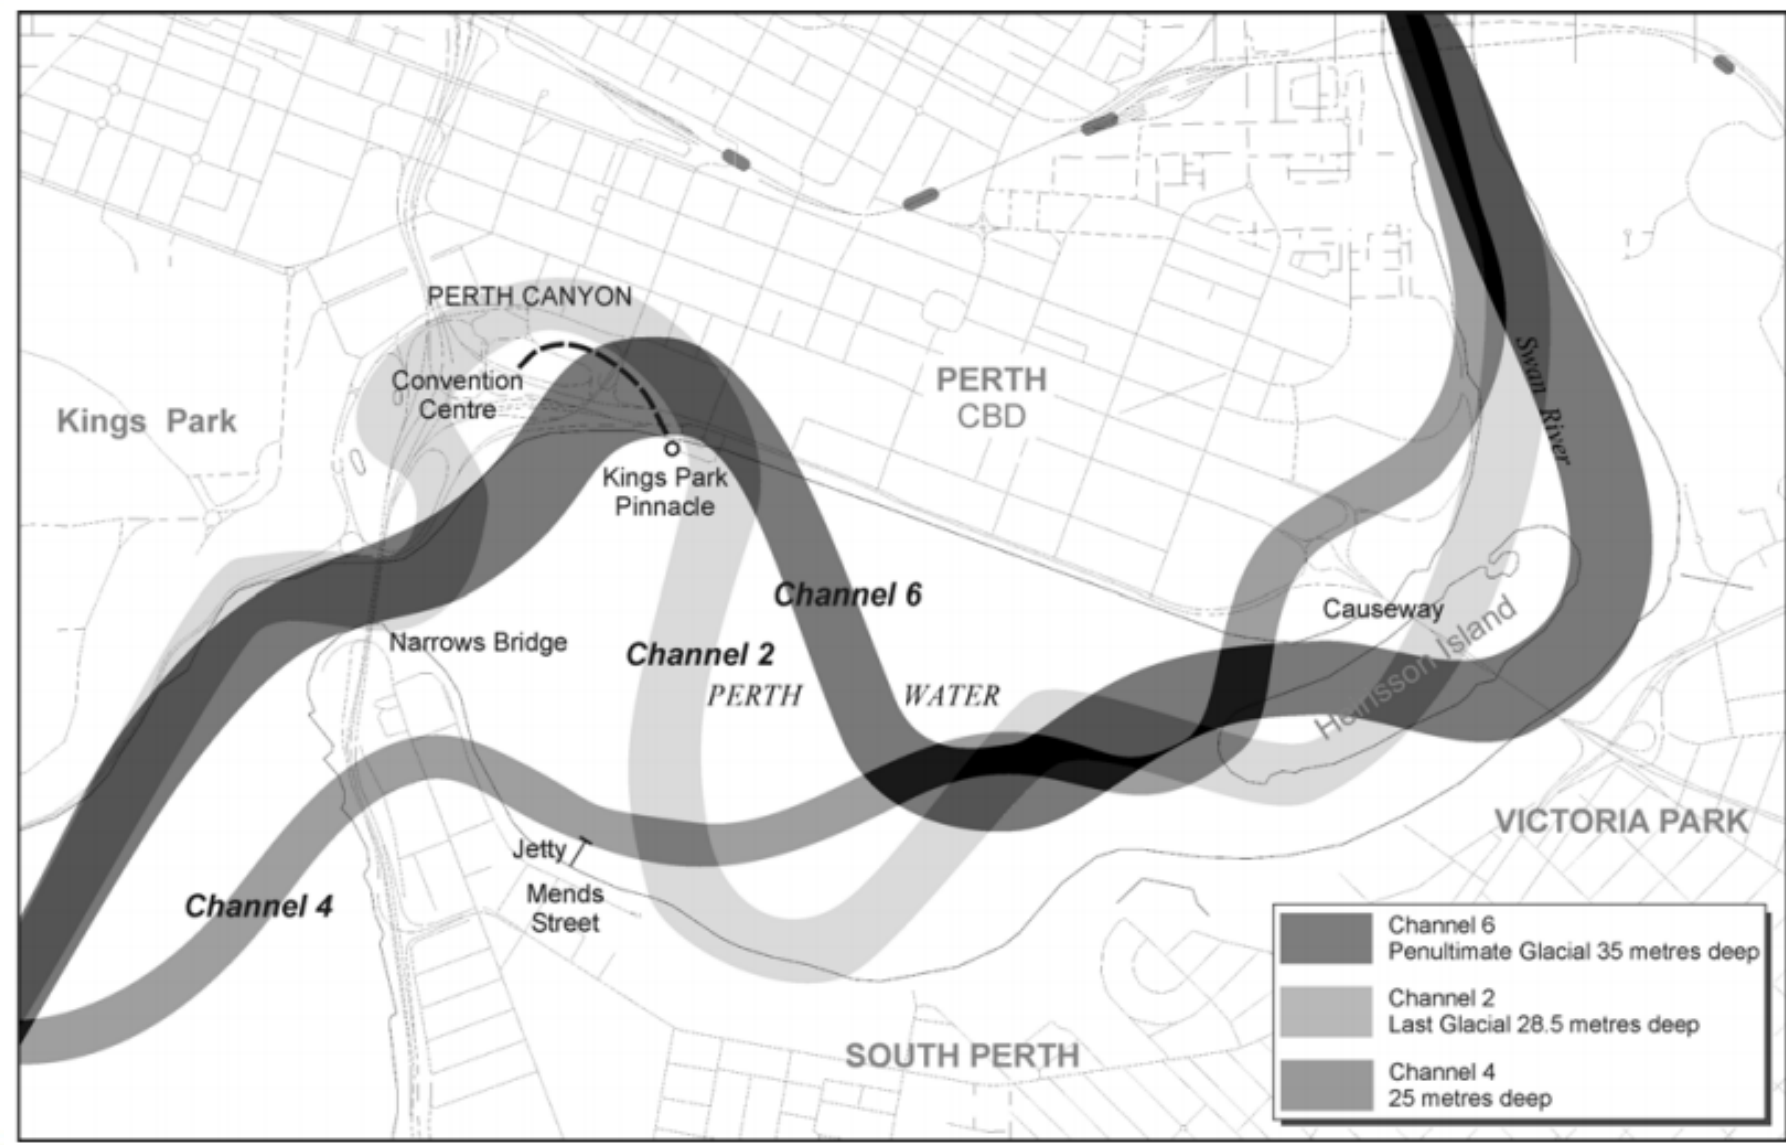 PERTH CANYON
Convention
Centre
Kings Park
PERTH
CBD
Swan River
Kings Park
Pinnacle
Channel 6
Causeway
Heirisson Island
Narrows Bridge
Channel 2
PERTH WATER
Jetty
Mends
Street
VICTORIA PARK
Channel 4
SOUTH PERTH
Channel 6
Penultimate Glacial 35 metres deep
Channel 2
Last Glacial 28.5 metres deep
Channel 4
25 metres deep